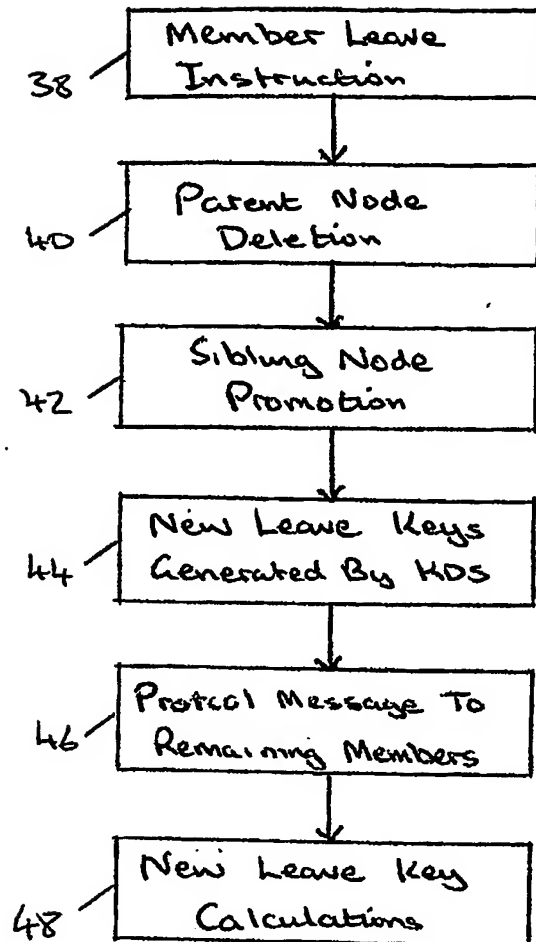 Member Leave
Instruction
38
Parent Node
Deletion
40
Sibling Node
Promotion
42
New Leave Keys
Generated By KDS
44
Protcol Message To
Remaining Members
46
New Leave Key
Calculations
48